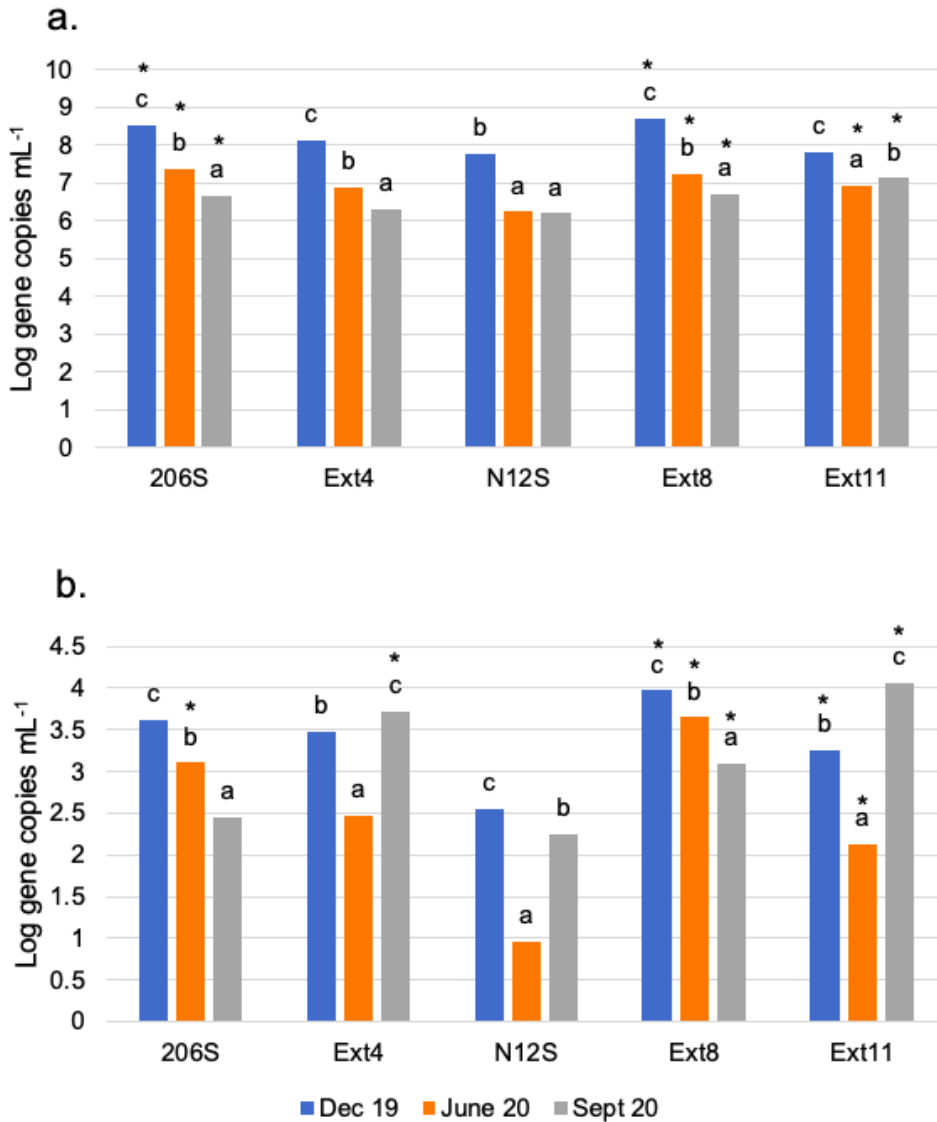 a.
Log gene copies mL-1
10
9
8
7
6
5
4
3
2
1
0
* * * * * * * *
c b a c b a b a a c b a c a b
206S Ext4 N12S Ext8 Ext11
b.
Log gene copies mL-1
4.5
4
3.5
3
2.5
2
1.5
1
0.5
0
* * * * * * * *
c b a b a c c a b c b a b a c
206S Ext4 N12S Ext8 Ext11
Dec 19 June 20 Sept 20